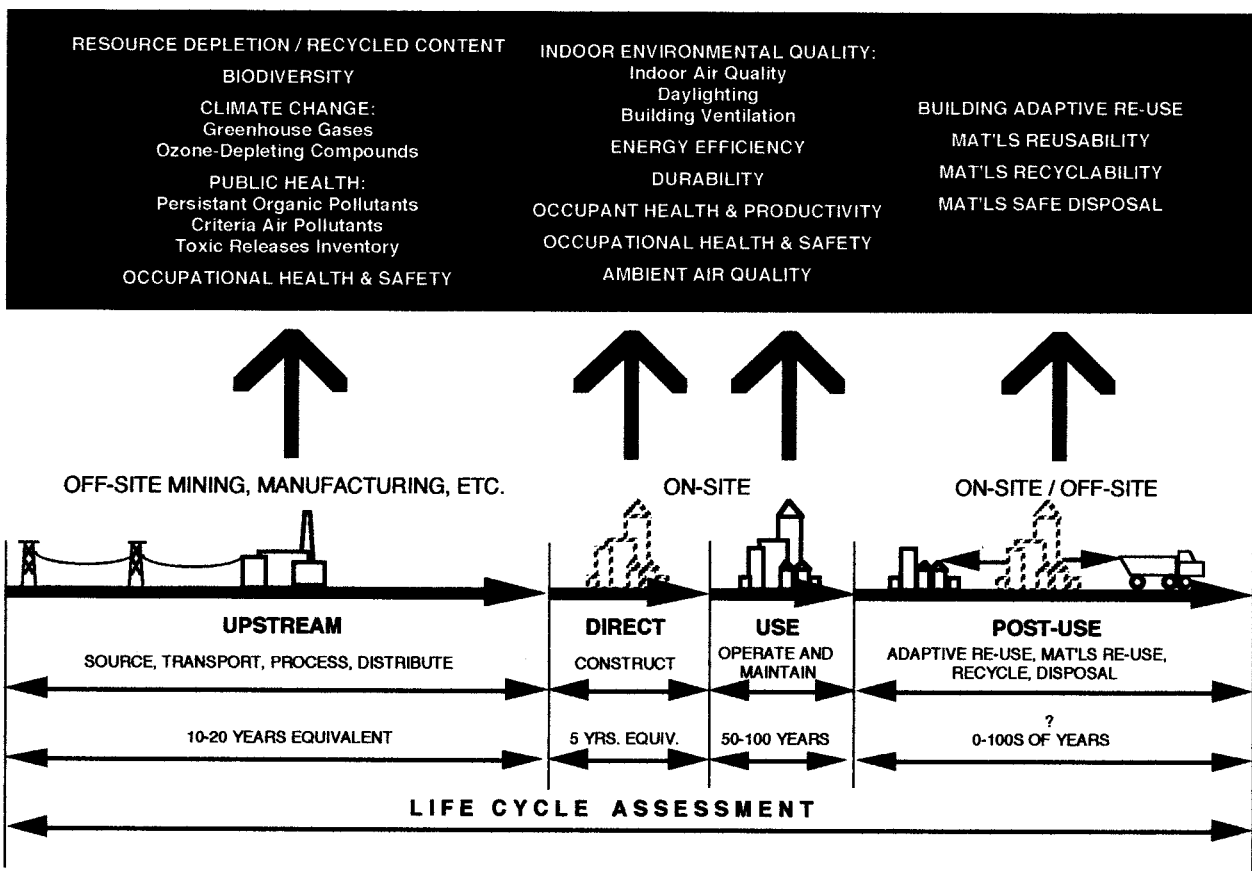 RESOURCE DEPLETION / RECYCLED CONTENT
BIODIVERSITY
CLIMATE CHANGE:
Greenhouse Gases
Ozone-Depleting Compounds
PUBLIC HEALTH:
Persistant Organic Pollutants
Criteria Air Pollutants
Toxic Releases Inventory
OCCUPATIONAL HEALTH & SAFETY
INDOOR ENVIRONMENTAL QUALITY:
Indoor Air Quality
Daylighting
Building Ventilation
ENERGY EFFICIENCY
DURABILITY
OCCUPANT HEALTH & PRODUCTIVITY
OCCUPATIONAL HEALTH & SAFETY
AMBIENT AIR QUALITY
BUILDING ADAPTIVE RE-USE
MAT'LS REUSABILITY
MAT'LS RECYCLABILITY
MAT'LS SAFE DISPOSAL
OFF-SITE MINING, MANUFACTURING, ETC.
ON-SITE
ON-SITE / OFF-SITE
UPSTREAM
SOURCE, TRANSPORT, PROCESS, DISTRIBUTE
10-20 YEARS EQUIVALENT
DIRECT
CONSTRUCT
5 YRS. EQUIV.
USE
OPERATE AND
MAINTAIN
50-100 YEARS
POST-USE
ADAPTIVE RE-USE, MAT'LS RE-USE,
RECYCLE, DISPOSAL
?
0-100S OF YEARS
LIFE CYCLE ASSESSMENT